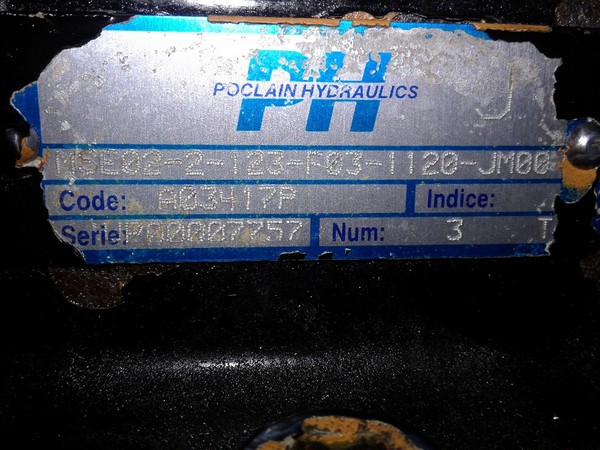 PH
POCLAIN HYDRAULICS
MSE02-2-123-F03-1120-JM00
Code: A03417P Indice:
Serie: Num: 3 T